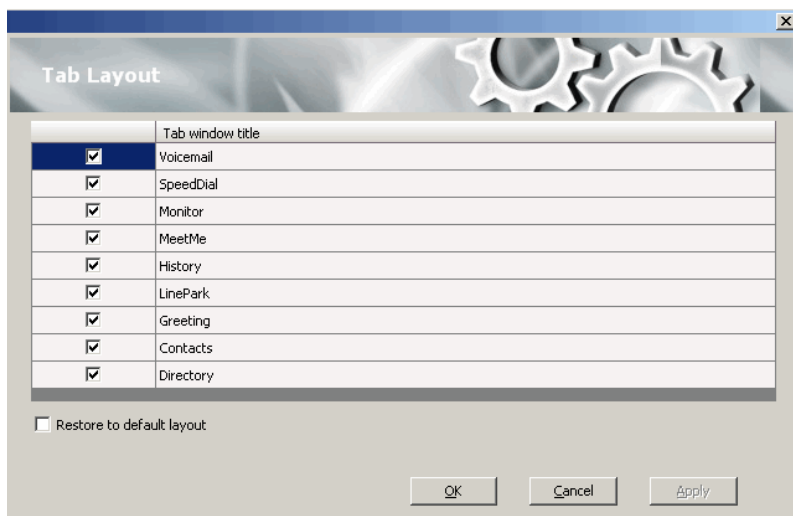 Tab Layout
Tab window title
Voicemail
SpeedDial
Monitor
MeetMe
History
LinePark
Greeting
Contacts
Directory
Restore to default layout
OK Cancel Apply